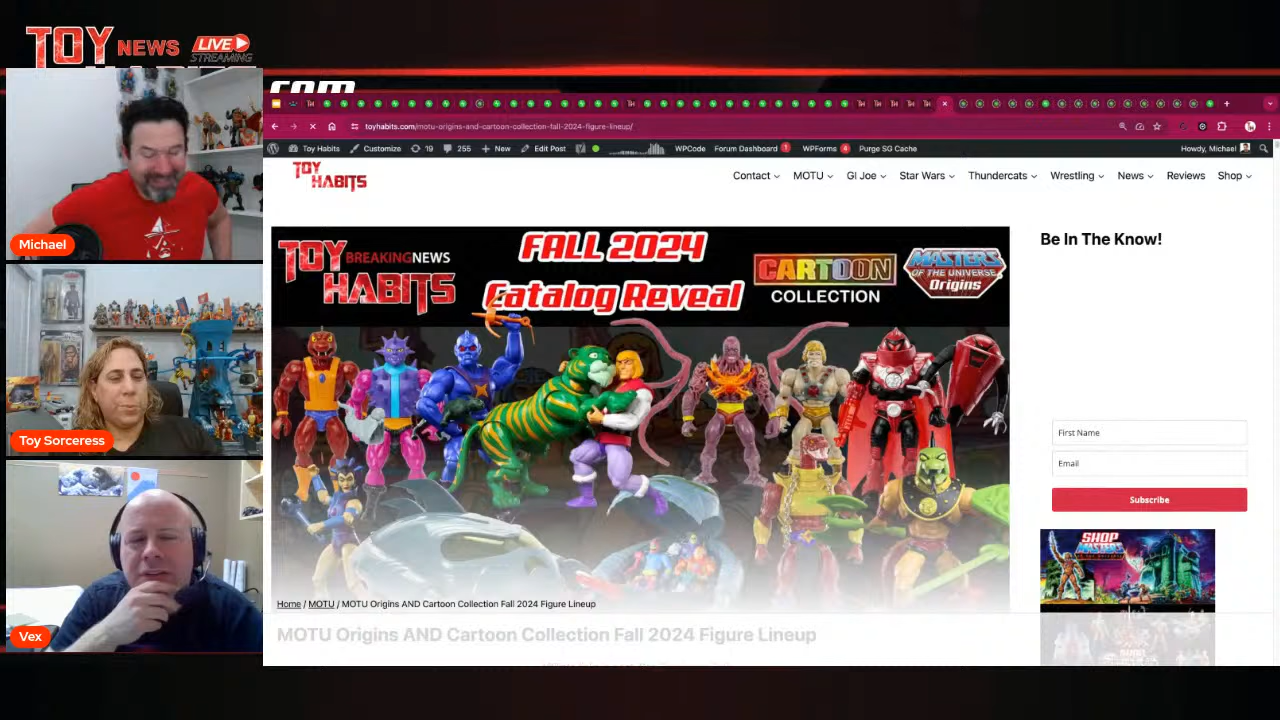 TOY NEWS LIVE
STREAMING
Michael
Toy Sorceress
Vex
toyhabits.com/motu-origins-and-cartoon-collection-fall-2024-figure-lineup/
Toy Habits Customize 19 255 New Edit Post WPCode Forum Dashboard 1 WPForms 4 Purge SG Cache Howdy, Michael
TOY
HABITS
Contact MOTU GI Joe Star Wars Thundercats Wrestling News Reviews Shop
TOY BREAKINGNEWS
HABITS
FALL 2024
Catalog Reveal
CARTOON
COLLECTION
MASTERS
OF THE UNIVERSE
Origins
Home / MOTU / MOTU Origins AND Cartoon Collection Fall 2024 Figure Lineup
MOTU Origins AND Cartoon Collection Fall 2024 Figure Lineup
Be In The Know!
First Name
Email
Subscribe
SHOP
MASTERS